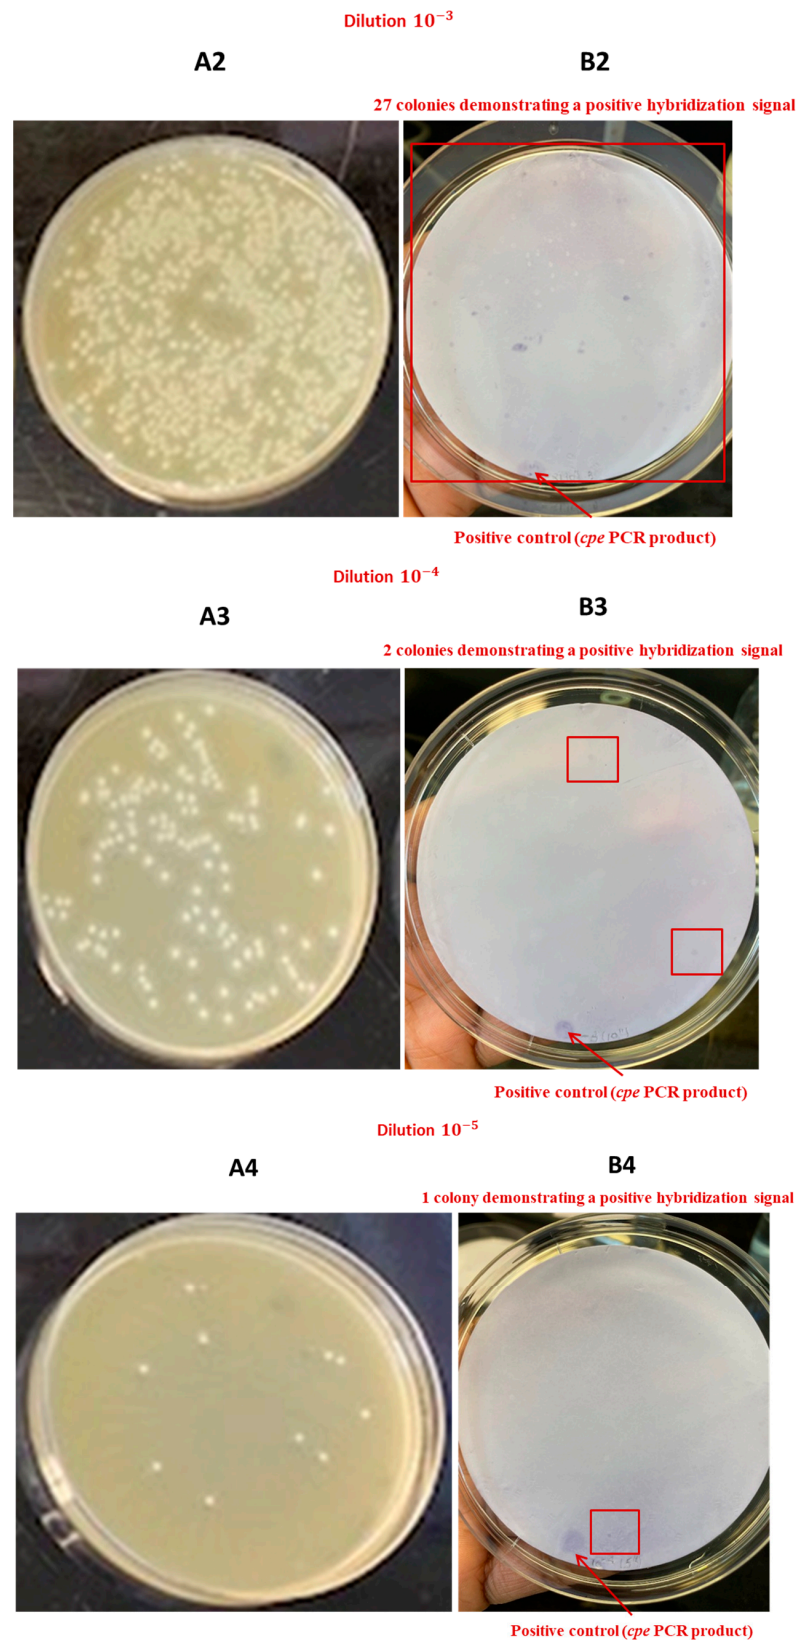 Dilution 10⁻³
A2 B2
27 colonies demonstrating a positive hybridization signal
Positive control (cpe PCR product)
Dilution 10⁻⁴
A3 B3
2 colonies demonstrating a positive hybridization signal
Positive control (cpe PCR product)
Dilution 10⁻⁵
A4 B4
1 colony demonstrating a positive hybridization signal
Positive control (cpe PCR product)